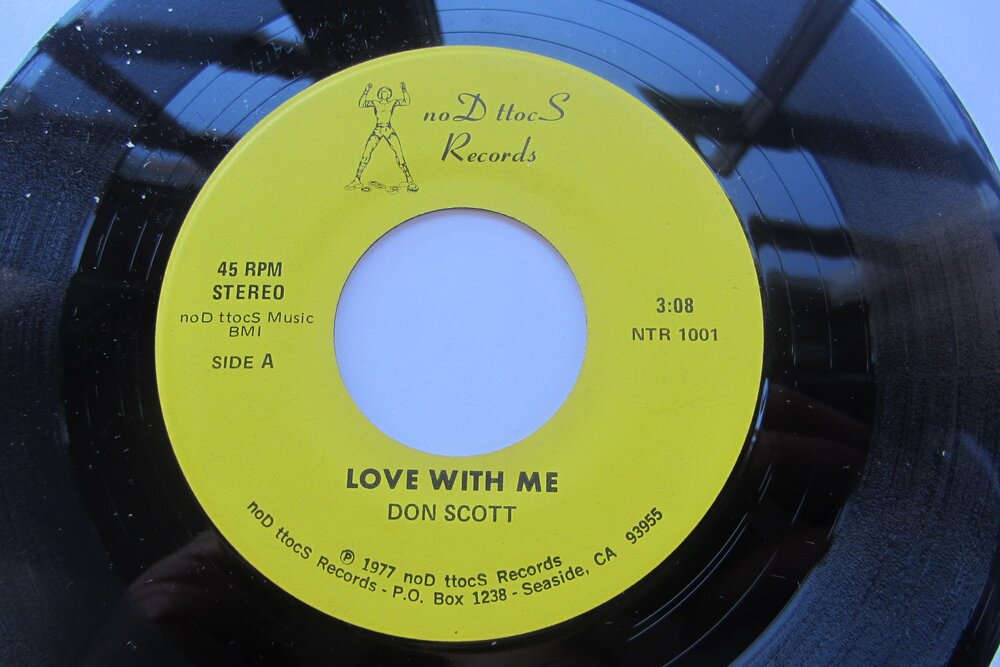 noD ttocS
Records
45 RPM
STEREO
noD ttocS Music
BMI
SIDE A
3:08
NTR 1001
LOVE WITH ME
DON SCOTT
℗ 1977 noD ttocS Records
noD ttocS Records - P.O. Box 1238 - Seaside, CA 93955